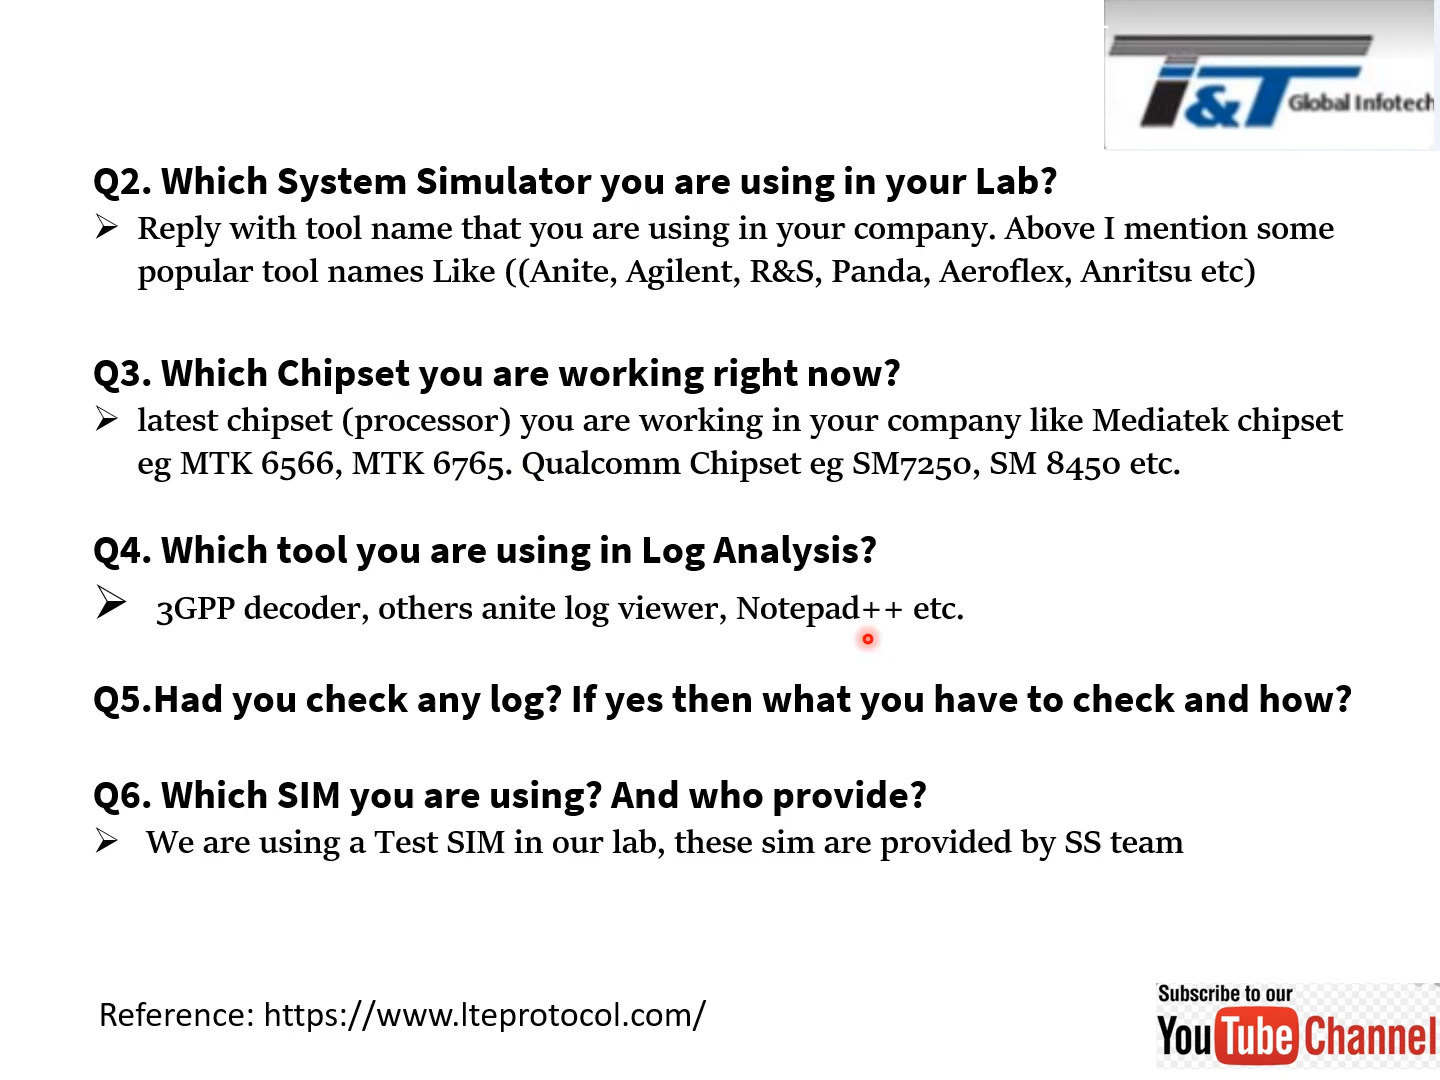 T&T Global Infotech
Q2. Which System Simulator you are using in your Lab?
➢ Reply with tool name that you are using in your company. Above I mention some
popular tool names Like ((Anite, Agilent, R&S, Panda, Aeroflex, Anritsu etc)
Q3. Which Chipset you are working right now?
➢ latest chipset (processor) you are working in your company like Mediatek chipset
eg MTK 6566, MTK 6765. Qualcomm Chipset eg SM7250, SM 8450 etc.
Q4. Which tool you are using in Log Analysis?
➢ 3GPP decoder, others anite log viewer, Notepad++ etc.
Q5.Had you check any log? If yes then what you have to check and how?
Q6. Which SIM you are using? And who provide?
➢ We are using a Test SIM in our lab, these sim are provided by SS team
Reference: https://www.lteprotocol.com/
Subscribe to our
YouTube Channel